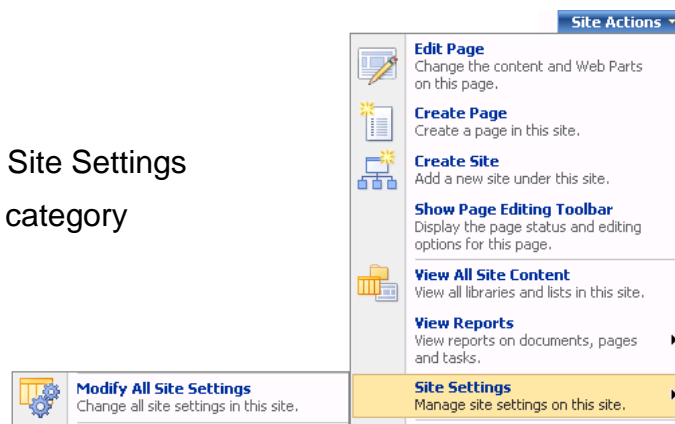 Site Actions
Edit Page
Change the content and Web Parts
on this page.
Create Page
Create a page in this site.
Site Settings
category
Create Site
Add a new site under this site.
Show Page Editing Toolbar
Display the page status and editing
options for this page.
View All Site Content
View all libraries and lists in this site.
View Reports
View reports on documents, pages
and tasks.
Site Settings
Manage site settings on this site.
Modify All Site Settings
Change all site settings in this site.